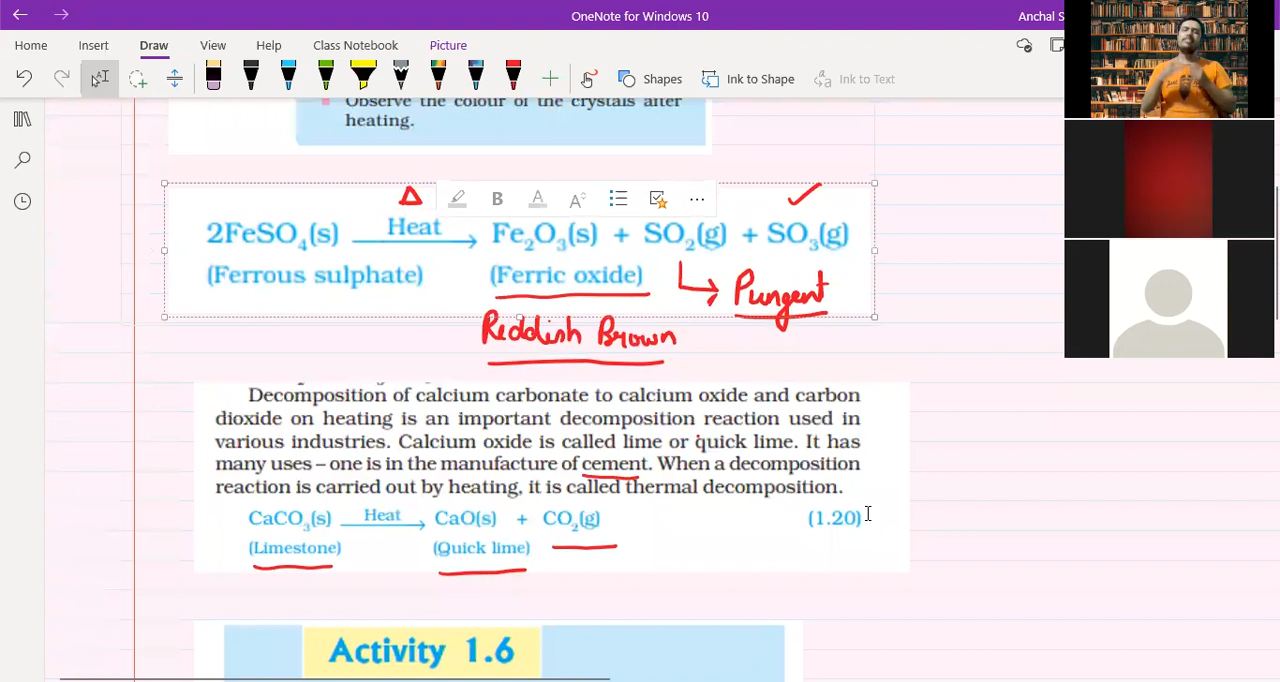 OneNote for Windows 10
Anchal S
Home Insert Draw View Help Class Notebook Picture
Shapes Ink to Shape Ink to Text
Observe the colour of the crystals after
heating.
Δ
B A A ...
2FeSO₄(s) Heat→ Fe₂O₃(s) + SO₂(g) + SO₃(g)
(Ferrous sulphate) (Ferric oxide)
Pungent
Reddish Brown
Decomposition of calcium carbonate to calcium oxide and carbon
dioxide on heating is an important decomposition reaction used in
various industries. Calcium oxide is called lime or quick lime. It has
many uses – one is in the manufacture of cement. When a decomposition
reaction is carried out by heating, it is called thermal decomposition.
CaCO₃(s) Heat→ CaO(s) + CO₂(g) (1.20)
(Limestone) (Quick lime)
Activity 1.6